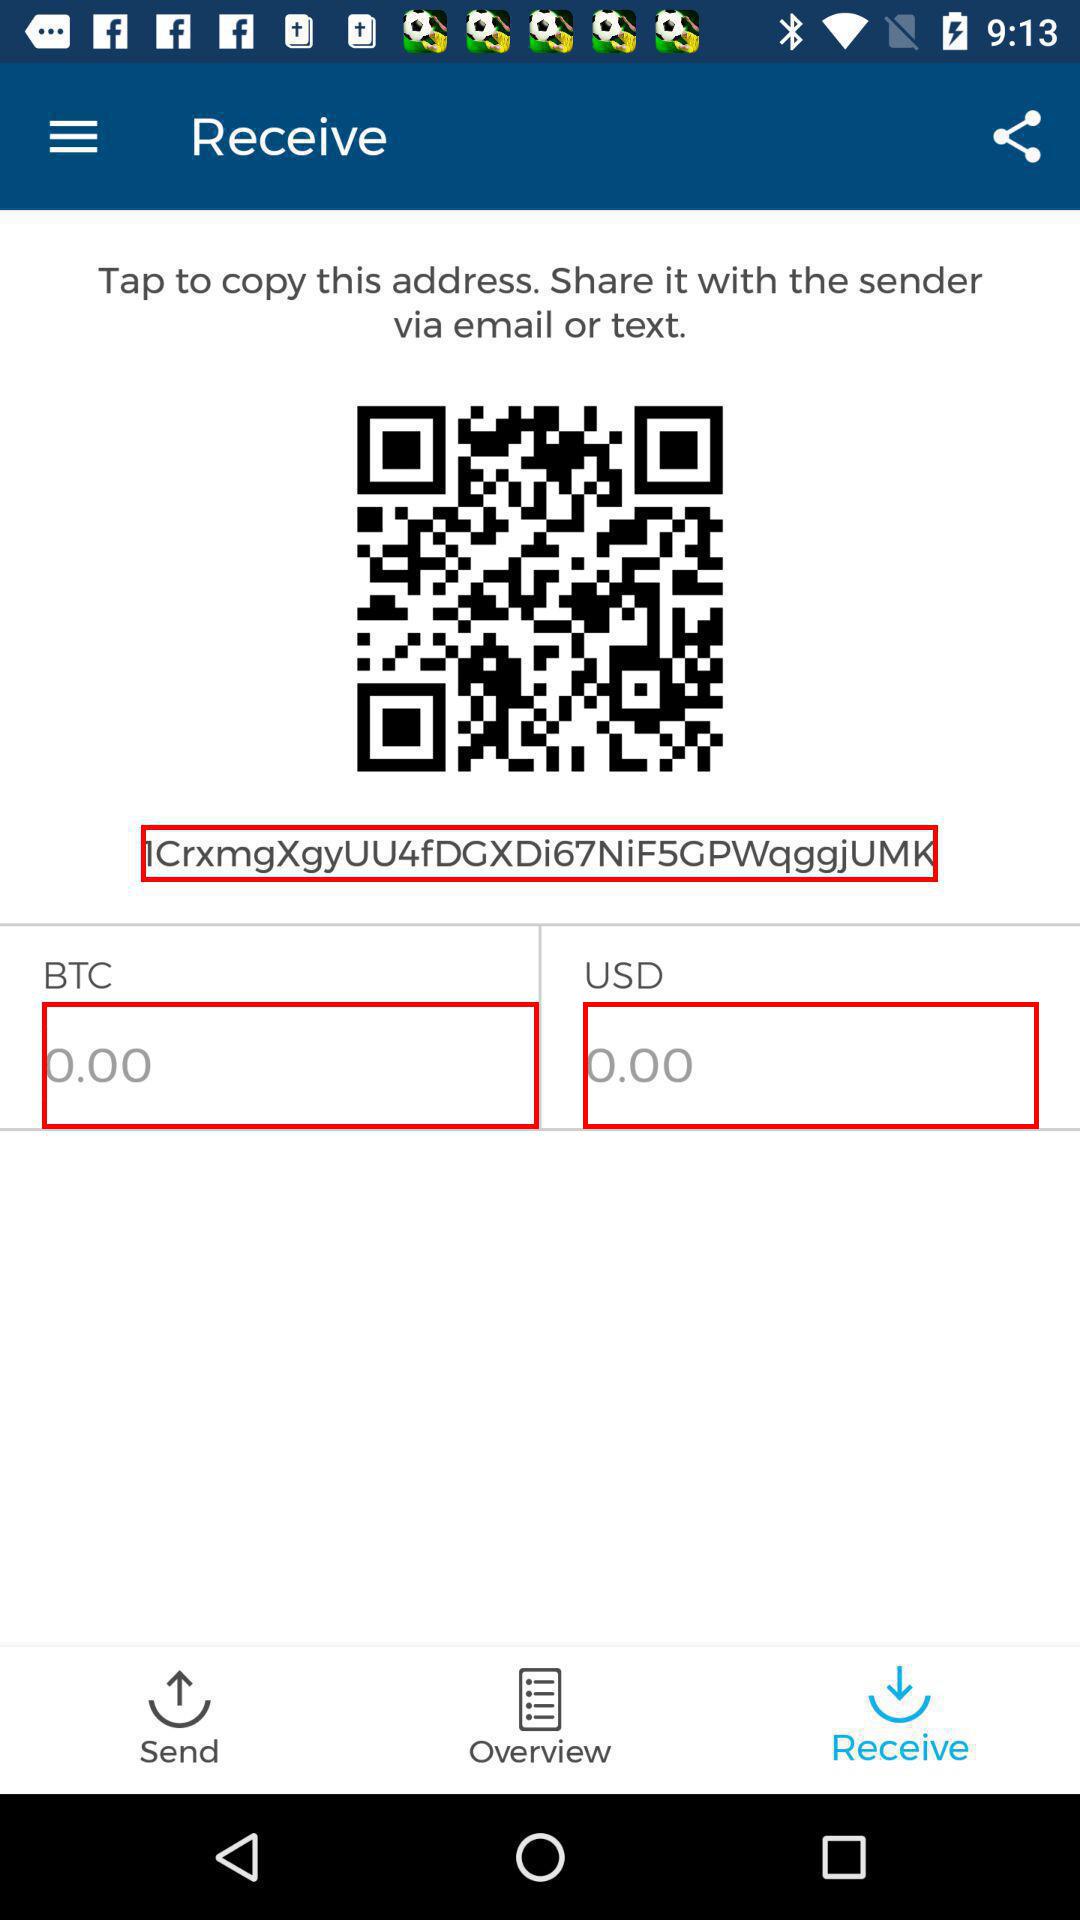 9:13
Receive
Tap to copy this address. Share it with the sender
via email or text.
1CrxmgXgyUU4fDGXDi67NiF5GPWqggjUMK
BTC
USD
0.00
0.00
Send
Overview
Receive